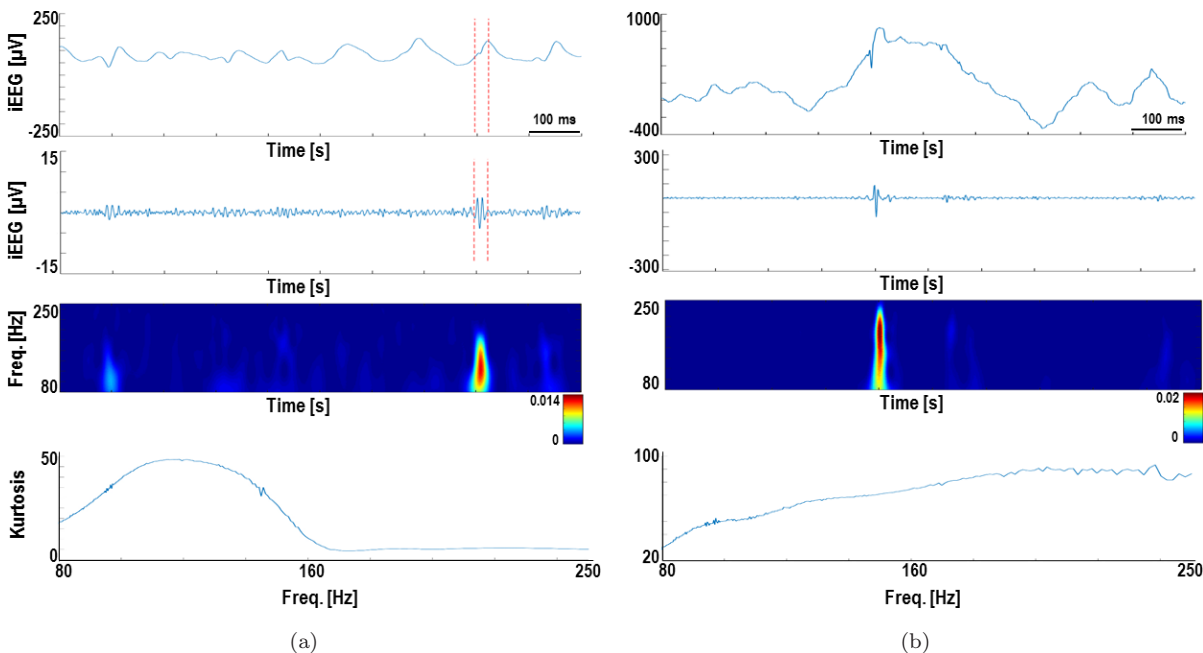 250
iEEG [µV]
-250
100 ms
Time [s]
15
iEEG [µV]
-15
Time [s]
250
Freq. [Hz]
80
Time [s]
0.014
0
50
Kurtosis
0
80 160 250
Freq. [Hz]
(a)
1000
-400
100 ms
Time [s]
300
-300
Time [s]
250
80
Time [s]
0.02
0
100
20
80 160 250
Freq. [Hz]
(b)